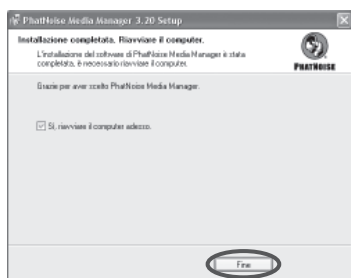 PhatNoise Media Manager 3.20 Setup
Installazione completata. Riavviare il computer.
L'installazione del software di PhatNoise Media Manager è stata
completata, è necessario riavviare il computer.
PHATNOISE
Grazie per aver scelto PhatNoise Media Manager.
Sì, riavviare il computer adesso.
Fine